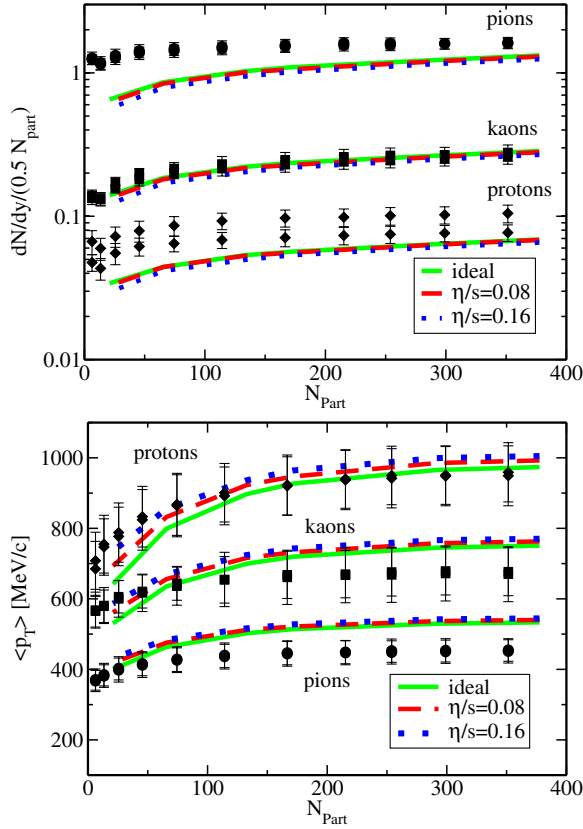 pions
kaons
protons
dN/dy/(0.5 N_part)
1
0.1
0.01
ideal
η/s=0.08
η/s=0.16
0 100 200 300 400
N_Part
protons
kaons
pions
<p_T> [MeV/c]
1000
800
600
400
200
ideal
η/s=0.08
η/s=0.16
0 100 200 300 400
N_Part